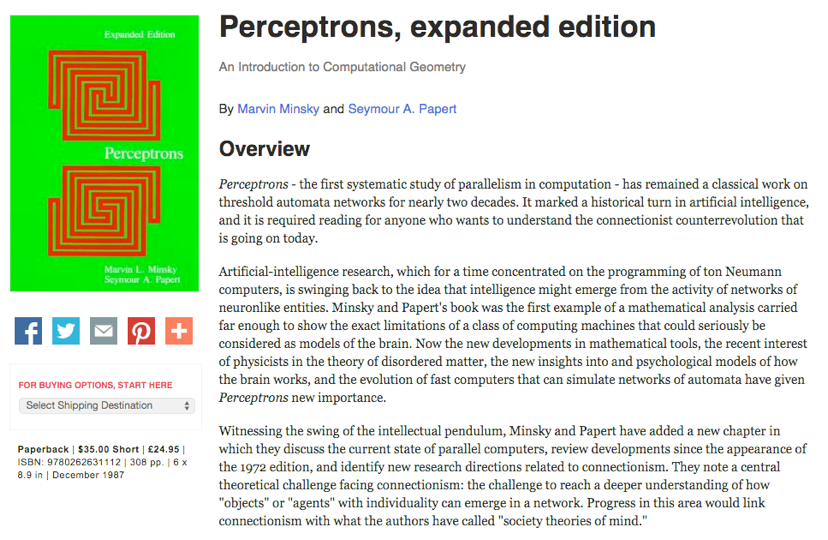 Expanded Edition
Perceptrons
Marvin L. Minsky
Seymour A. Papert
FOR BUYING OPTIONS, START HERE
Select Shipping Destination
Paperback | $35.00 Short | £24.95 |
ISBN: 9780262631112 | 308 pp. | 6 x
8.9 in | December 1987
Perceptrons, expanded edition
An Introduction to Computational Geometry
By Marvin Minsky and Seymour A. Papert
Overview
Perceptrons - the first systematic study of parallelism in computation - has remained a classical work on
threshold automata networks for nearly two decades. It marked a historical turn in artificial intelligence,
and it is required reading for anyone who wants to understand the connectionist counterrevolution that
is going on today.
Artificial-intelligence research, which for a time concentrated on the programming of ton Neumann
computers, is swinging back to the idea that intelligence might emerge from the activity of networks of
neuronlike entities. Minsky and Papert's book was the first example of a mathematical analysis carried
far enough to show the exact limitations of a class of computing machines that could seriously be
considered as models of the brain. Now the new developments in mathematical tools, the recent interest
of physicists in the theory of disordered matter, the new insights into and psychological models of how
the brain works, and the evolution of fast computers that can simulate networks of automata have given
Perceptrons new importance.
Witnessing the swing of the intellectual pendulum, Minsky and Papert have added a new chapter in
which they discuss the current state of parallel computers, review developments since the appearance of
the 1972 edition, and identify new research directions related to connectionism. They note a central
theoretical challenge facing connectionism: the challenge to reach a deeper understanding of how
"objects" or "agents" with individuality can emerge in a network. Progress in this area would link
connectionism with what the authors have called "society theories of mind."